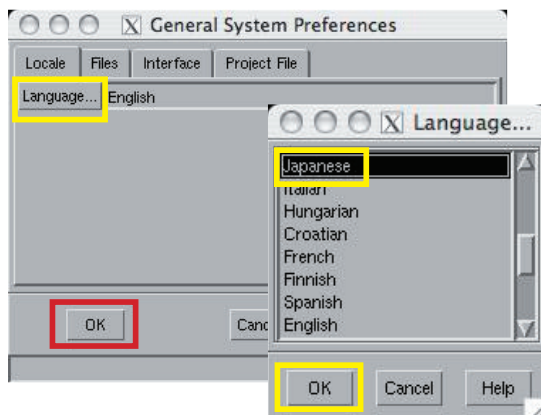 X General System Preferences
Locale Files Interface Project File
Language... English
X Language...
Japanese
Italian
Hungarian
Croatian
French
Finnish
Spanish
English
OK
OK Cancel Help